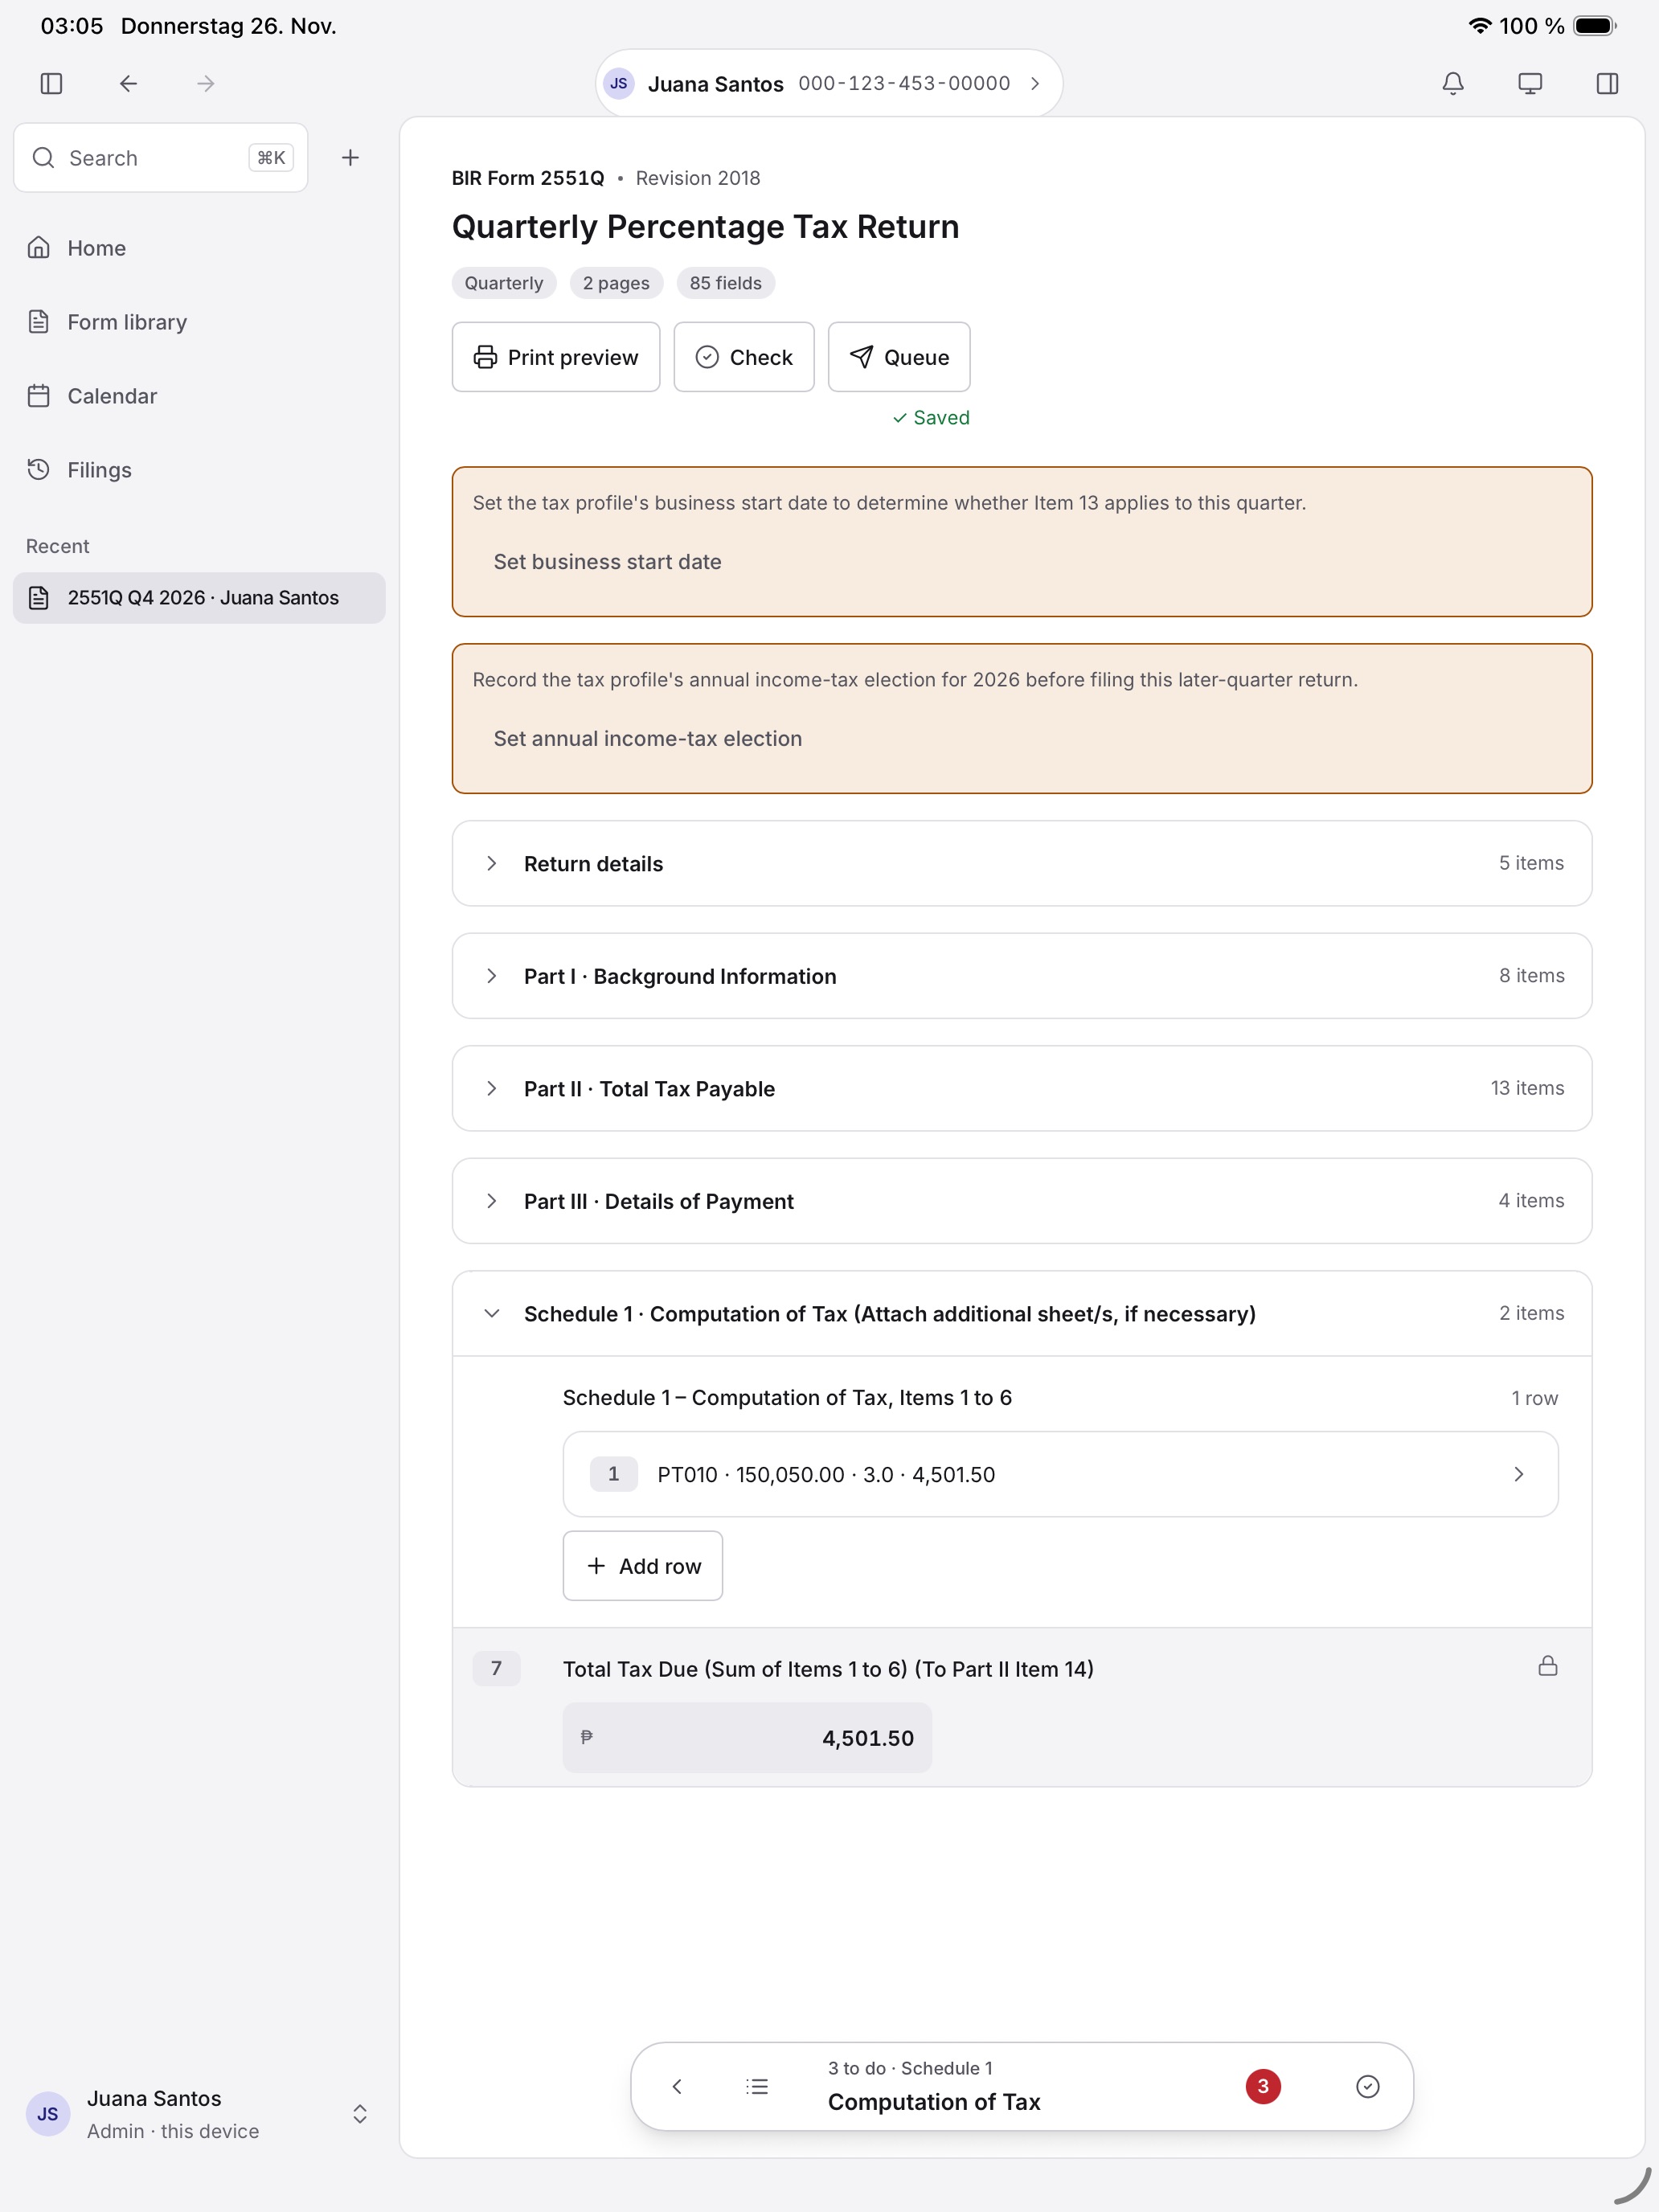 03:05 Donnerstag 26. Nov.
100 %
JS Juana Santos 000-123-453-00000
Search ⌘K
Home
Form library
Calendar
Filings
Recent
2551Q Q4 2026 · Juana Santos
BIR Form 2551Q • Revision 2018
Quarterly Percentage Tax Return
Quarterly 2 pages 85 fields
Print preview Check Queue
Saved
Set the tax profile's business start date to determine whether Item 13 applies to this quarter.
Set business start date
Record the tax profile's annual income-tax election for 2026 before filing this later-quarter return.
Set annual income-tax election
Return details 5 items
Part I · Background Information 8 items
Part II · Total Tax Payable 13 items
Part III · Details of Payment 4 items
Schedule 1 · Computation of Tax (Attach additional sheet/s, if necessary) 2 items
Schedule 1 – Computation of Tax, Items 1 to 6 1 row
1 PT010 · 150,050.00 · 3.0 · 4,501.50
Add row
7 Total Tax Due (Sum of Items 1 to 6) (To Part II Item 14)
₱ 4,501.50
3 to do · Schedule 1
Computation of Tax
3
JS Juana Santos
Admin · this device